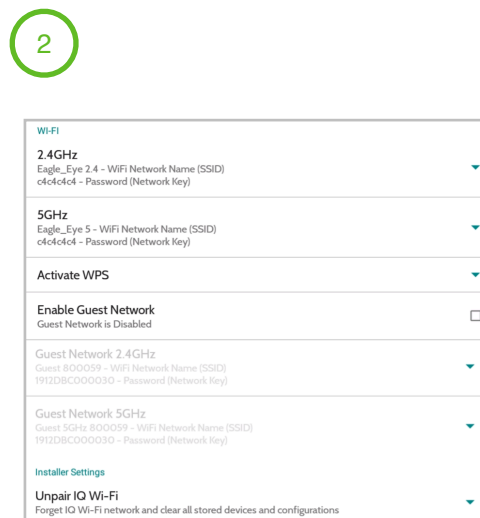 2
WI-FI
2.4GHz
Eagle_Eye 2.4 - WiFi Network Name (SSID)
c4c4c4c4 - Password (Network Key)
5GHz
Eagle_Eye 5 - WiFi Network Name (SSID)
c4c4c4c4 - Password (Network Key)
Activate WPS
Enable Guest Network
Guest Network is Disabled
Guest Network 2.4GHz
Guest 800059 - WiFi Network Name (SSID)
1912DBC000030 - Password (Network Key)
Guest Network 5GHz
Guest 5GHz 800059 - WiFi Network Name (SSID)
1912DBC000030 - Password (Network Key)
Installer Settings
Unpair IQ Wi-Fi
Forget IQ Wi-Fi network and clear all stored devices and configurations